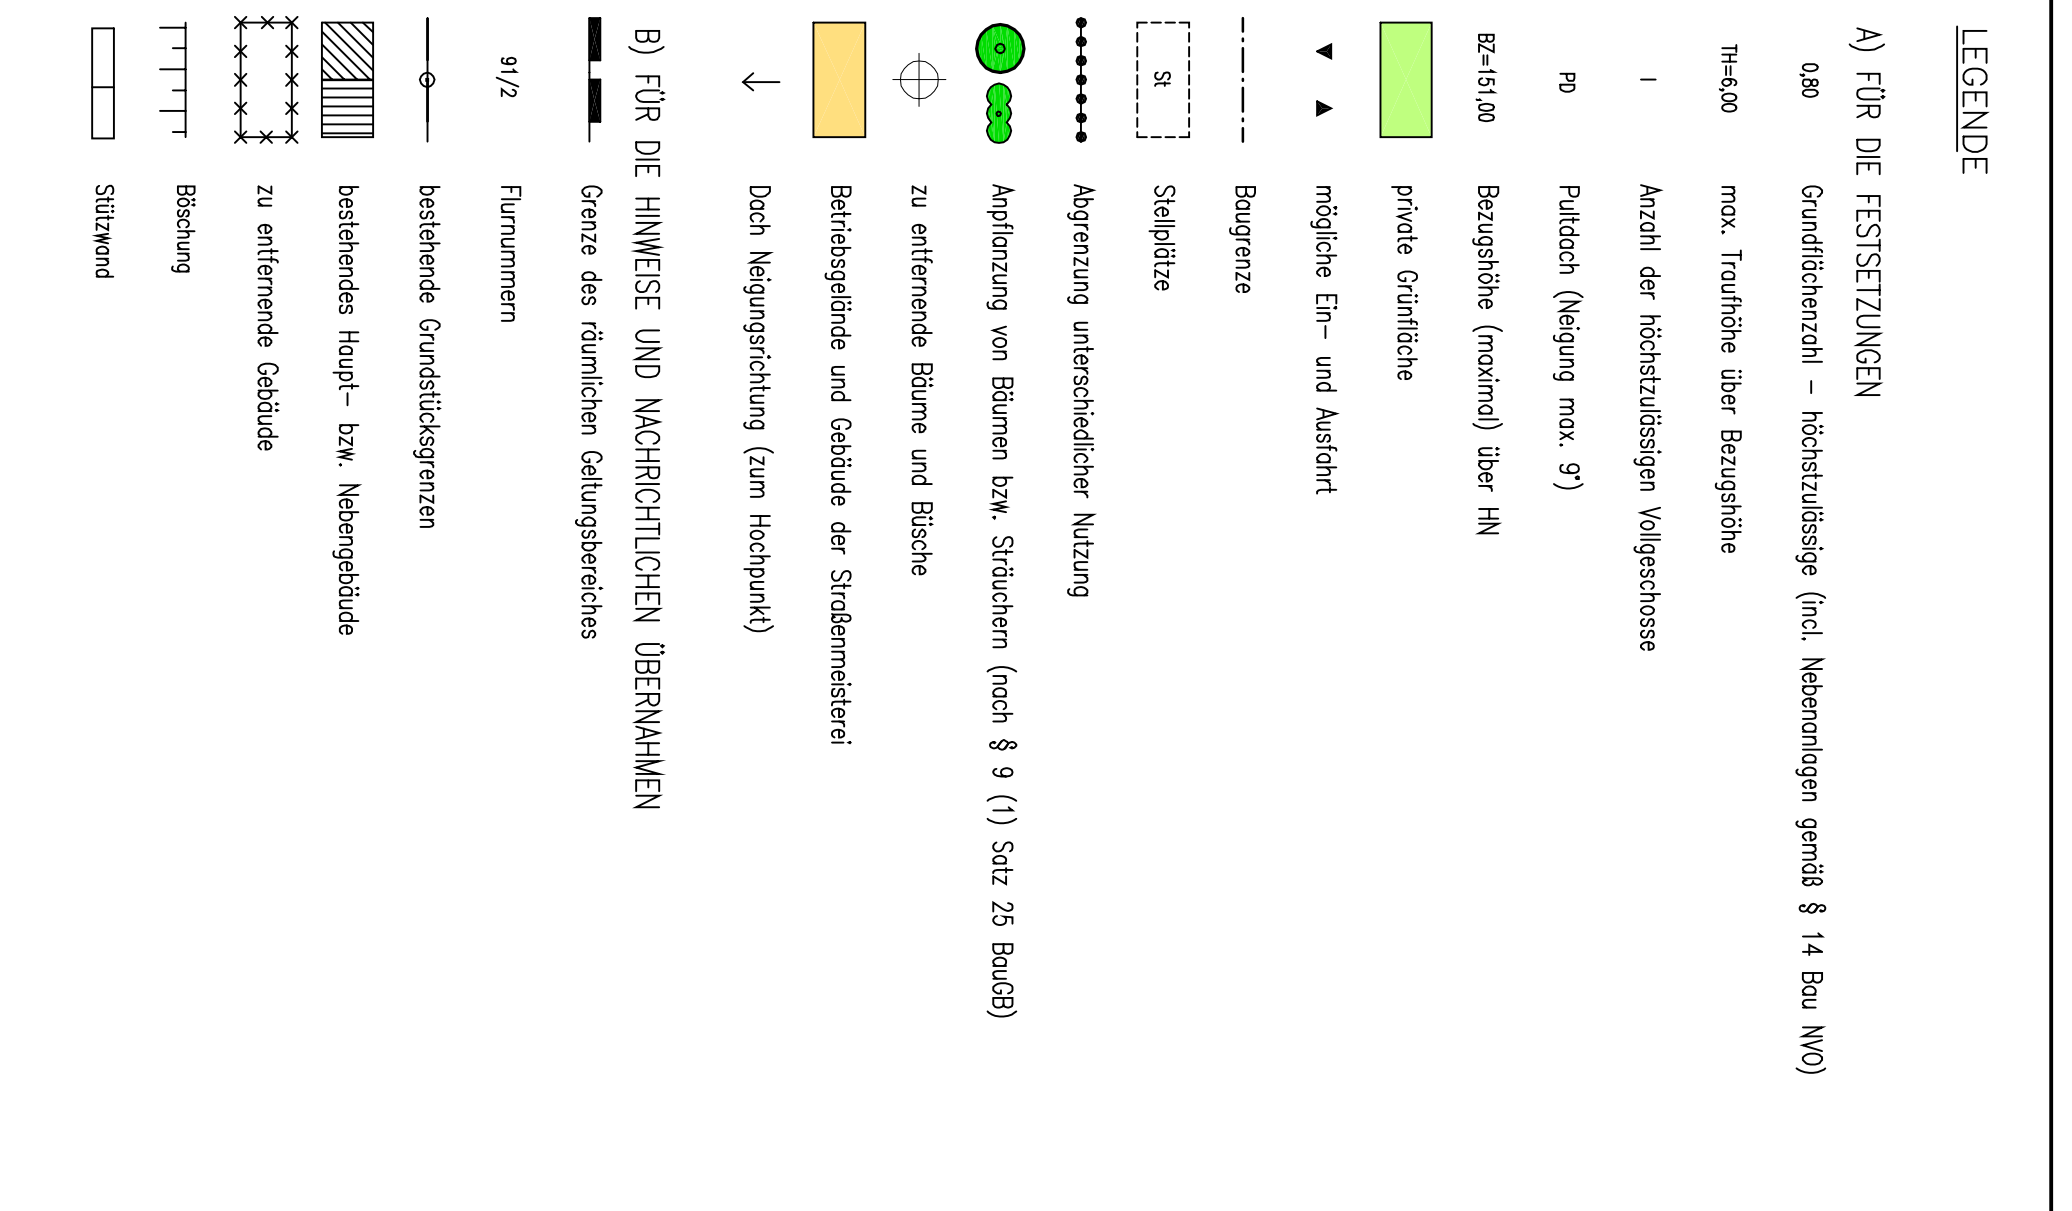 LEGENDE
A) FÜR DIE FESTSETZUNGEN
0,80 Grundflächenzahl – höchstzulässige (incl. Nebenanlagen gemäß § 14 Bau NVO)
TH=6,00 max. Traufhöhe über Bezugshöhe
I Anzahl der höchstzulässigen Vollgeschosse
PD Pultdach (Neigung max. 9°)
BZ=151,00 Bezugshöhe (maximal) über HN
private Grünfläche
mögliche Ein– und Ausfahrt
Baugrenze
St Stellplätze
Abgrenzung unterschiedlicher Nutzung
Anpflanzung von Bäumen bzw. Sträuchern (nach § 9 (1) Satz 25 BauGB)
zu entfernende Bäume und Büsche
Betriebsgelände und Gebäude der Straßenmeisterei
Dach Neigungsrichtung (zum Hochpunkt)
B) FÜR DIE HINWEISE UND NACHRICHTLICHEN ÜBERNAHMEN
Grenze des räumlichen Geltungsbereiches
91/2 Flurnummern
bestehende Grundstücksgrenzen
bestehendes Haupt– bzw. Nebengebäude
zu entfernende Gebäude
Böschung
Stützwand